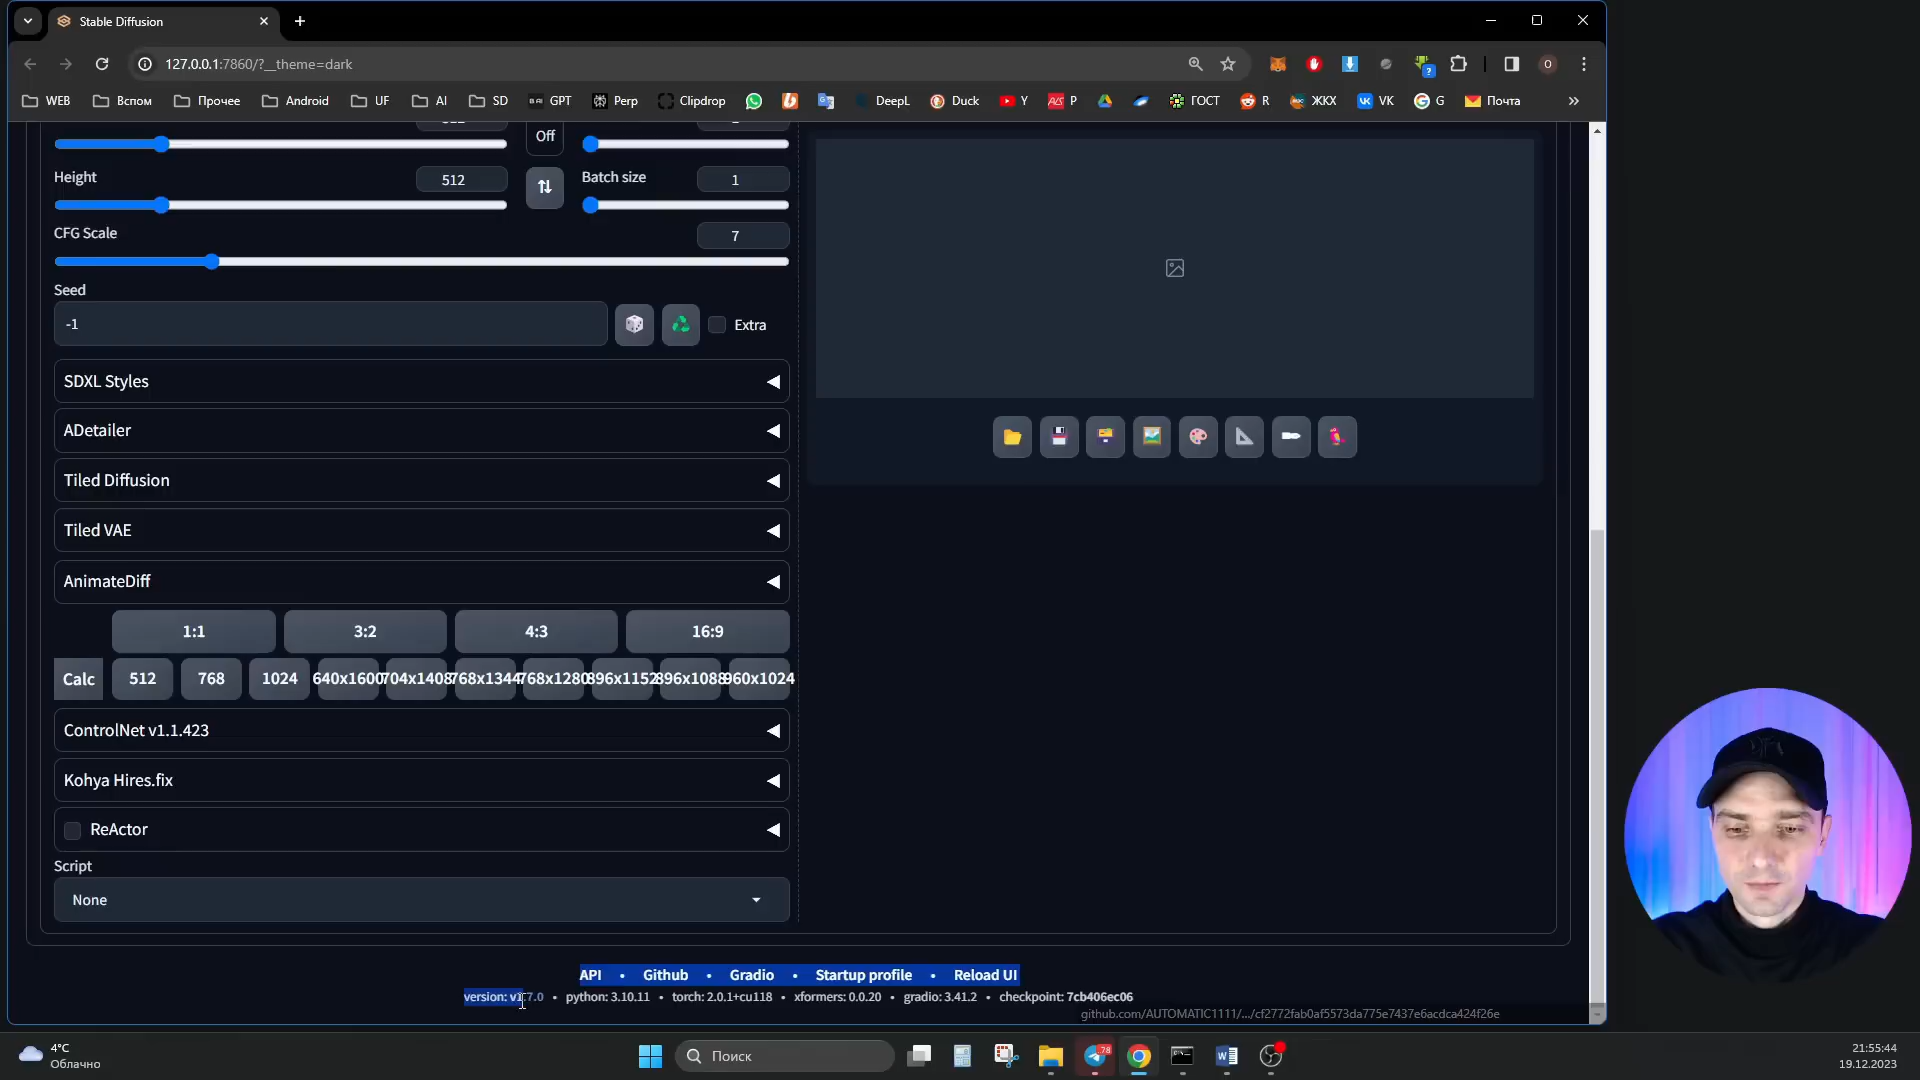 Stable Diffusion
127.0.0.1:7860/?__theme=dark
O
WEB Вспом Прочее Android UF AI SD GPT Perp Clipdrop DeepL Duck Y P ГОСТ R ЖКХ VK G Почта »
Off
Height 512 Batch size 1
CFG Scale 7
Seed
-1 Extra
SDXL Styles
ADetailer
Tiled Diffusion
Tiled VAE
AnimateDiff
1:1 3:2 4:3 16:9
Calc 512 768 1024 640x1600 704x1408 768x1344 768x1280 896x1152 896x1088 960x1024
ControlNet v1.1.423
Kohya Hires.fix
ReActor
Script
None
API • Github • Gradio • Startup profile • Reload UI
version: v1.7.0 • python: 3.10.11 • torch: 2.0.1+cu118 • xformers: 0.0.20 • gradio: 3.41.2 • checkpoint: 7cb406ec06
github.com/AUTOMATIC1111/.../cf2772fab0af5573da775e7437e6acdca424f26e
4°C
Облачно
Поиск
78
21:55:44
19.12.2023